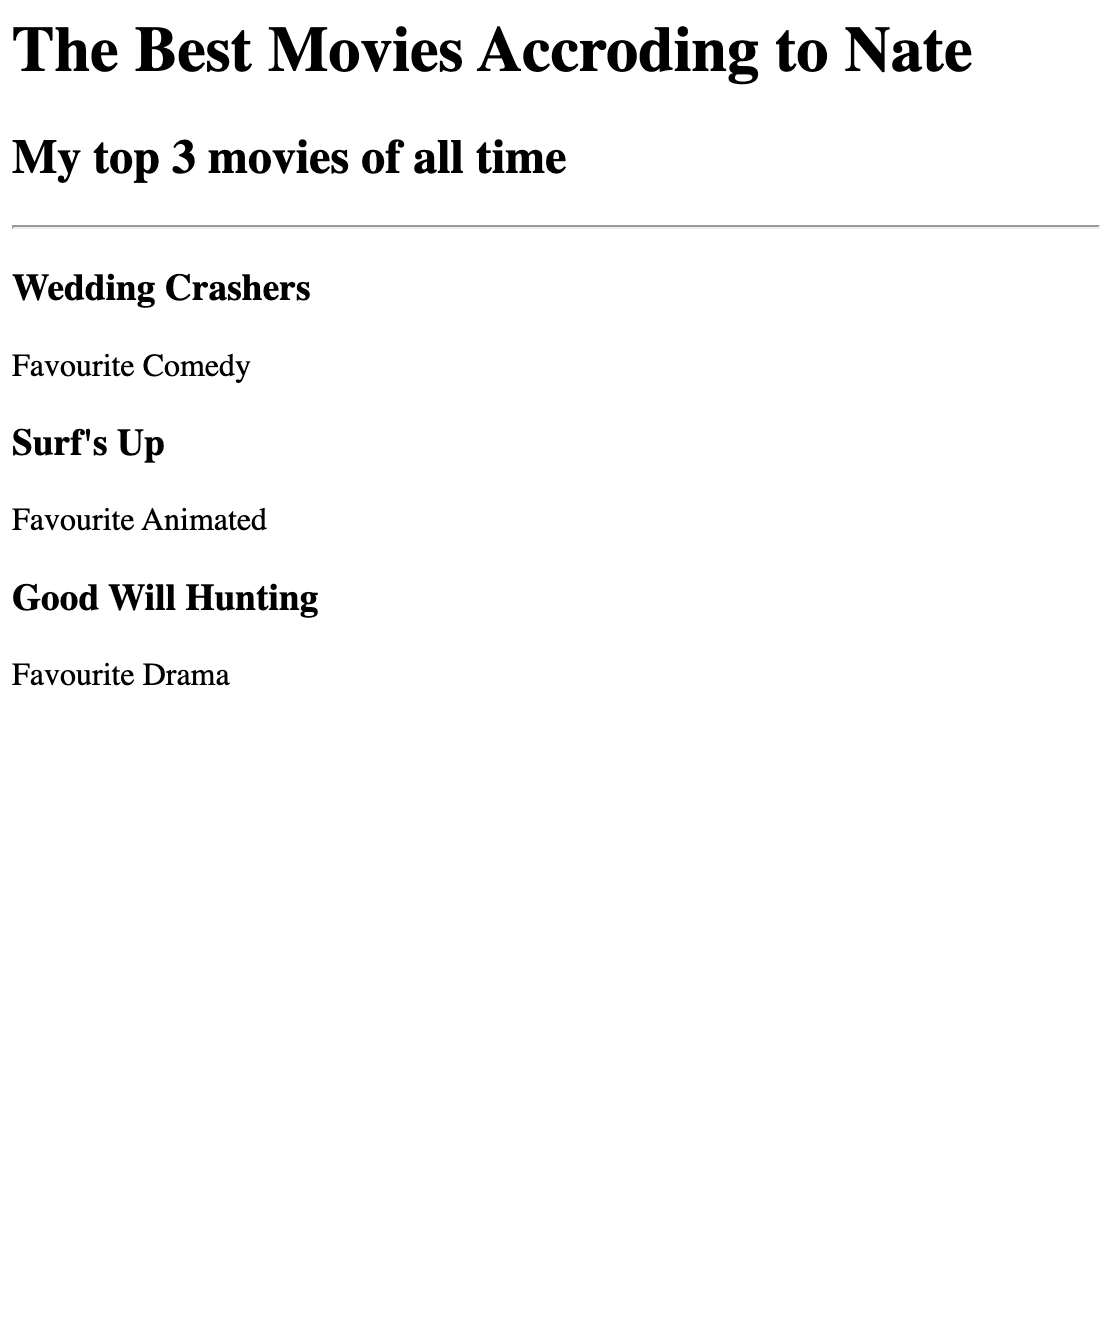 The Best Movies Accroding to Nate
My top 3 movies of all time
Wedding Crashers
Favourite Comedy
Surf's Up
Favourite Animated
Good Will Hunting
Favourite Drama